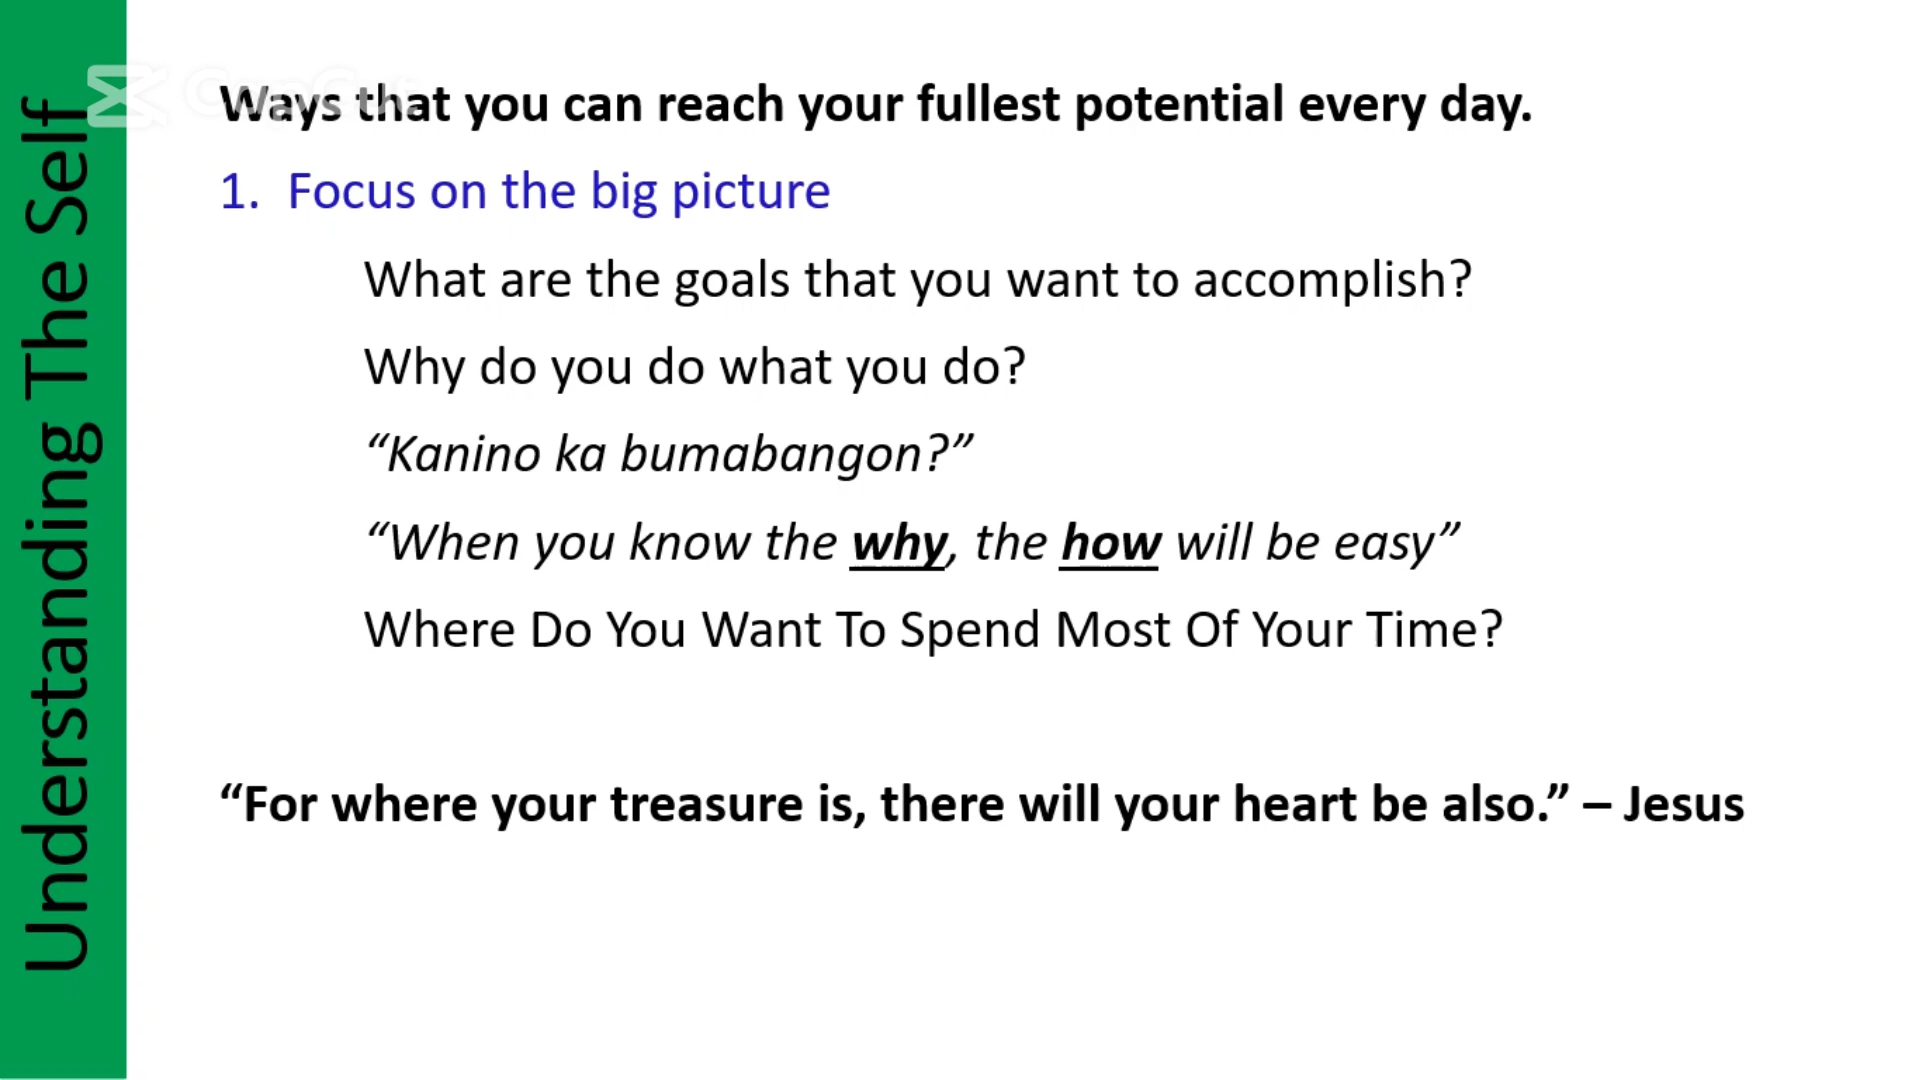 Understanding The Self
CapCut
Ways that you can reach your fullest potential every day.
1. Focus on the big picture
What are the goals that you want to accomplish?
Why do you do what you do?
“Kanino ka bumabangon?”
“When you know the why, the how will be easy”
Where Do You Want To Spend Most Of Your Time?
“For where your treasure is, there will your heart be also.” – Jesus